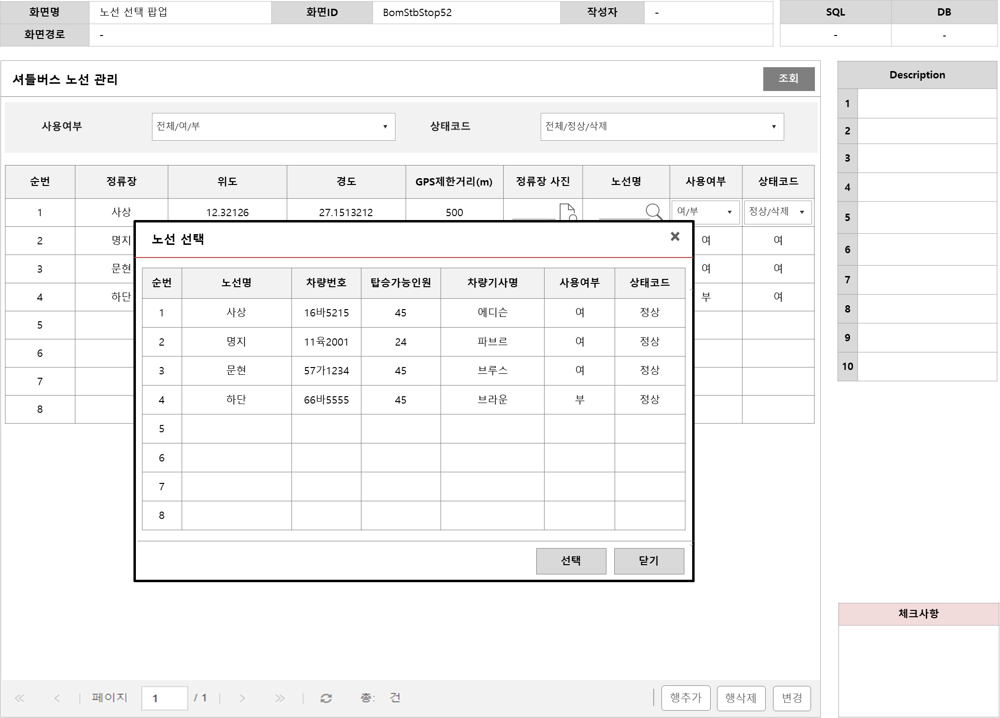 화면명 노선 선택 팝업 화면ID BomStbStop52 작성자 - SQL DB
화면경로 - - -
셔틀버스 노선 관리 조회 Description
사용여부 전체/여/부 상태코드 전체/정상/삭제
순번 정류장 위도 경도 GPS제한거리(m) 정류장 사진 노선명 사용여부 상태코드
1 사상 12.32126 27.1513212 500 여/부 정상/삭제
2 명지 여 여
3 문현 여 여
4 하단 부 여
5
6
7
8
노선 선택
순번 노선명 차량번호 탑승가능인원 차량기사명 사용여부 상태코드
1 사상 16바5215 45 에디슨 여 정상
2 명지 11육2001 24 파브르 여 정상
3 문현 57가1234 45 브루스 여 정상
4 하단 66바5555 45 브라운 부 정상
5
6
7
8
선택 닫기
1
2
3
4
5
6
7
8
9
10
체크사항
페이지 1 / 1 총: 건 행추가 행삭제 변경